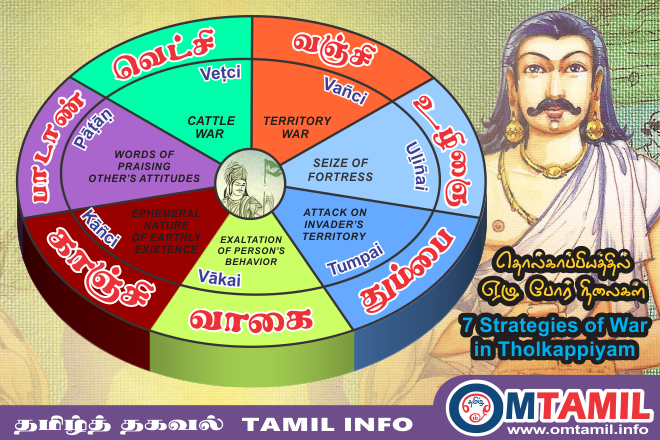 வெட்சி
Veṭci
CATTLE
WAR
வஞ்சி
Vañci
TERRITORY
WAR
உழிஞை
Uḻiñai
SEIZE OF
FORTRESS
தும்பை
Tumpai
ATTACK ON
INVADER'S
TERRITORY
வாகை
Vākai
EXALTATION
OF PERSON'S
BEHAVIOR
காஞ்சி
Kāñci
EPHEMERAL
NATURE
OF EARTHLY
EXISTENCE
பாடாண்
Pāṭāṇ
WORDS OF
PRAISING
OTHER'S ATTITUDES
தொல்காப்பியத்தில்
ஏழு போர் நிலைகள்
7 Strategies of War
in Tholkappiyam
தமிழ்த் தகவல் TAMIL INFO
OMTAMIL
www.omtamil.info